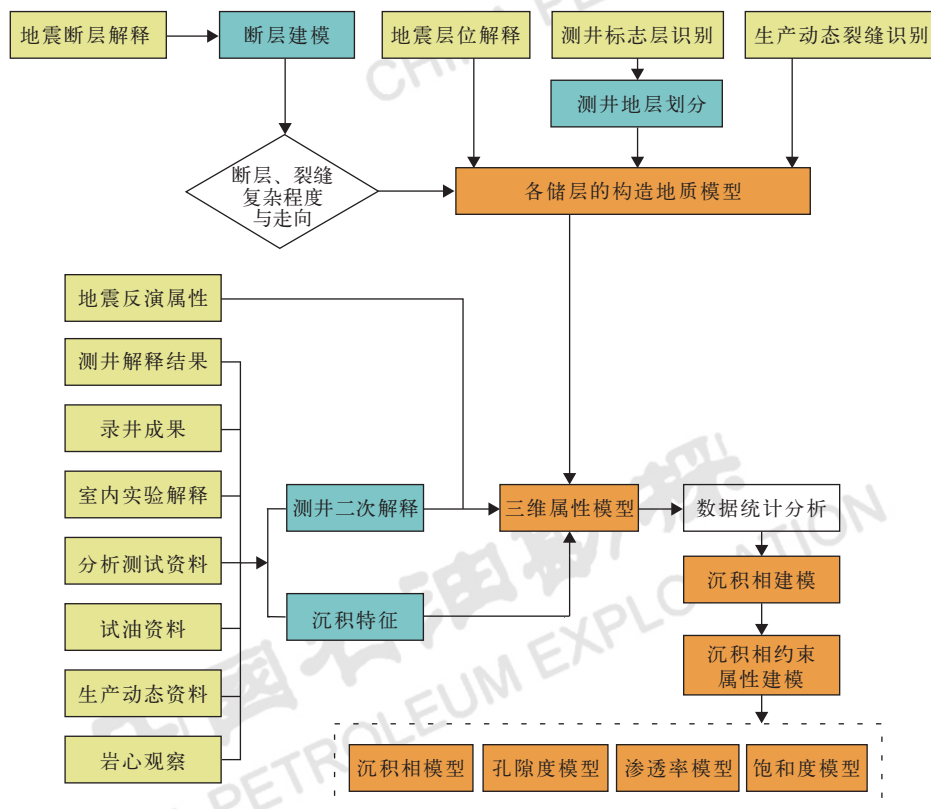 地震断层解释
断层建模
地震层位解释
测井标志层识别
生产动态裂缝识别
测井地层划分
断层、裂缝
复杂程度
与走向
各储层的构造地质模型
地震反演属性
测井解释结果
录井成果
室内实验解释
分析测试资料
试油资料
生产动态资料
岩心观察
测井二次解释
沉积特征
三维属性模型
数据统计分析
沉积相建模
沉积相约束
属性建模
沉积相模型
孔隙度模型
渗透率模型
饱和度模型
中国石油勘探
PETROLEUM EXPLORATION